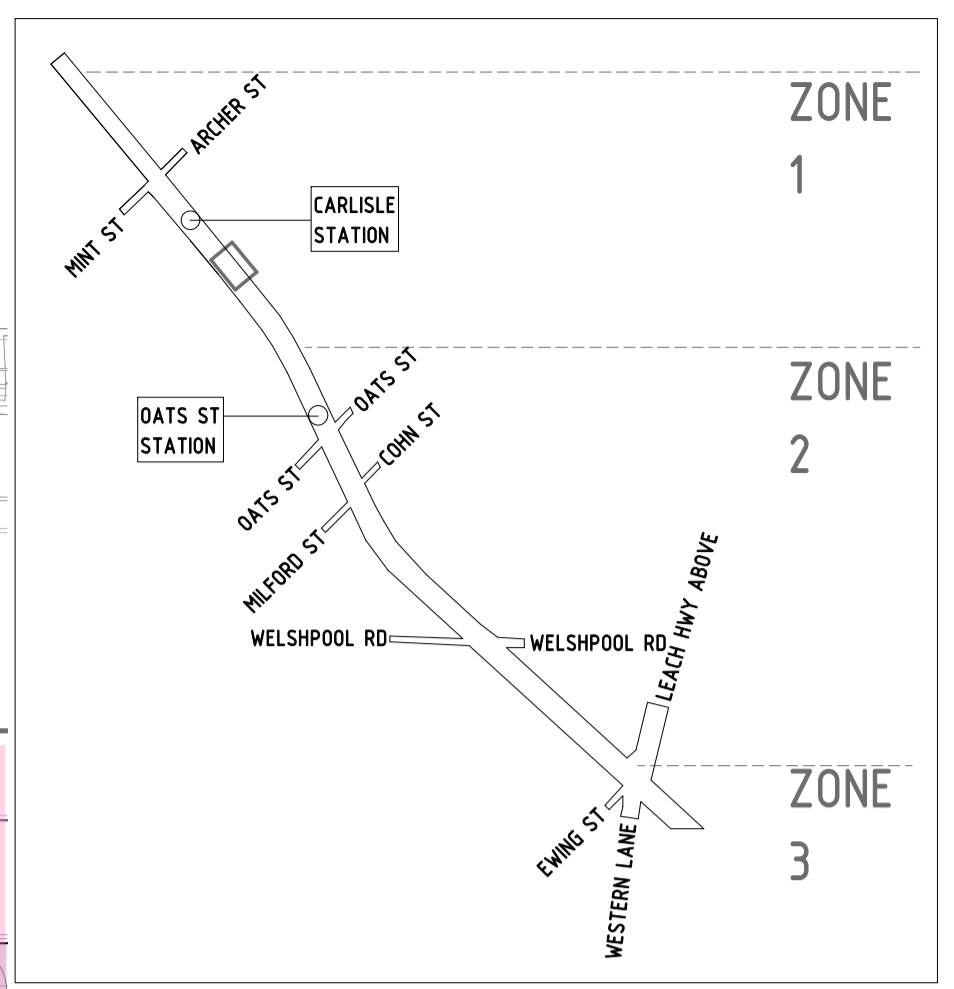 ZONE
1
ARCHER ST
CARLISLE
STATION
MINT ST
ZONE
2
OATS ST
OATS ST
STATION
COHN ST
OATS ST
MILFORD ST
WELSHPOOL RD
WELSHPOOL RD
LEACH HWY ABOVE
ZONE
3
EWING ST
WESTERN LANE